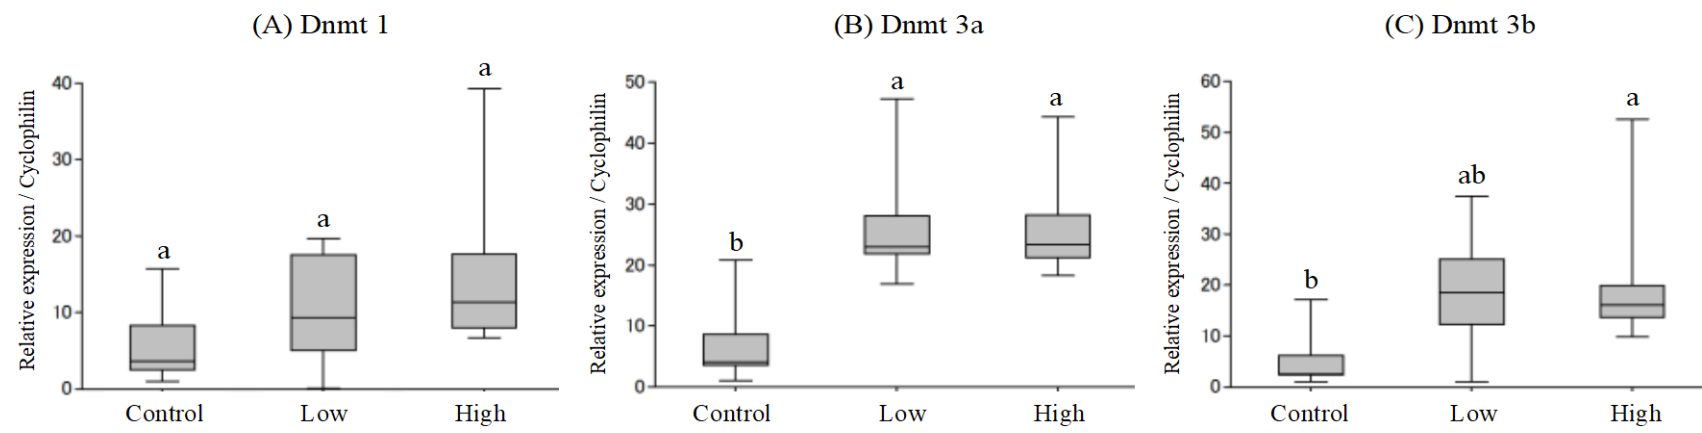 (A) Dnmt 1
Relative expression / Cyclophilin
40
30
20
10
0
a
a
a
Control
Low
High
(B) Dnmt 3a
Relative expression / Cyclophilin
50
40
30
20
10
0
b
a
a
Control
Low
High
(C) Dnmt 3b
Relative expression / Cyclophilin
60
50
40
30
20
10
0
b
ab
a
Control
Low
High